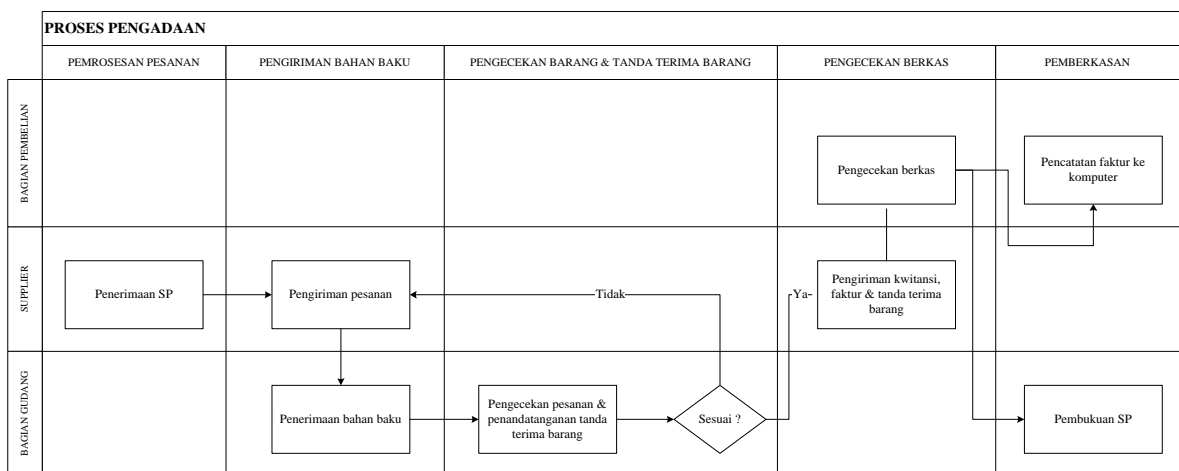 PROSES PENGADAAN
PEMROSESAN PESANAN
PENGIRIMAN BAHAN BAKU
PENGECEKAN BARANG & TANDA TERIMA BARANG
PENGECEKAN BERKAS
PEMBERKASAN
BAGIAN PEMBELIAN
Pengecekan berkas
Pencatatan faktur ke
komputer
SUPPLIER
Penerimaan SP
Pengiriman pesanan
Tidak
Ya
Pengiriman kwitansi,
faktur & tanda terima
barang
BAGIAN GUDANG
Penerimaan bahan baku
Pengecekan pesanan &
penandatanganan tanda
terima barang
Sesuai ?
Pembukuan SP